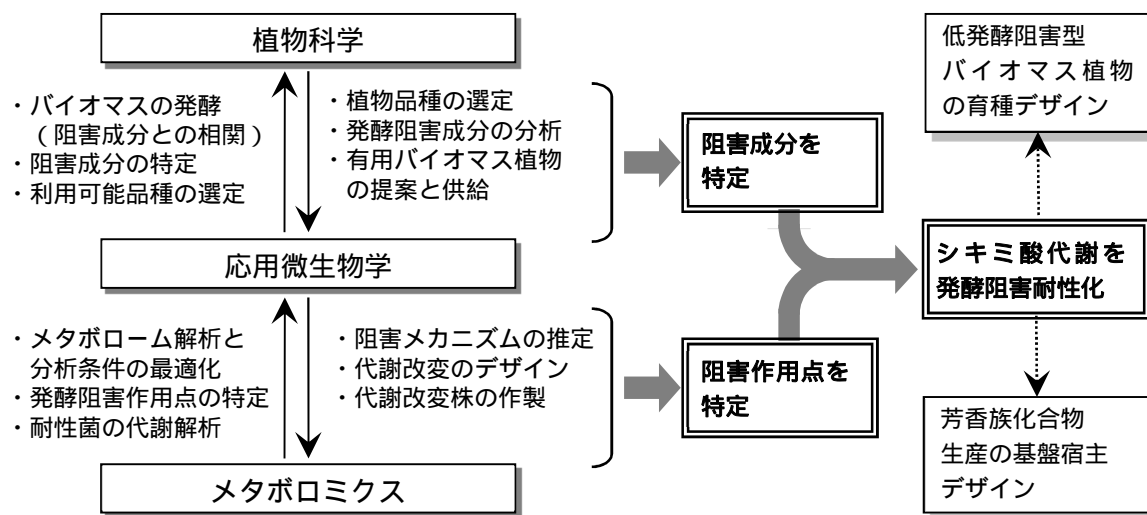 植物科学
・バイオマスの発酵
（阻害成分との相関）
・阻害成分の特定
・利用可能品種の選定
・植物品種の選定
・発酵阻害成分の分析
・有用バイオマス植物
の提案と供給
応用微生物学
・メタボローム解析と
分析条件の最適化
・発酵阻害作用点の特定
・耐性菌の代謝解析
・阻害メカニズムの推定
・代謝改変のデザイン
・代謝改変株の作製
メタボロミクス
阻害成分を
特定
阻害作用点を
特定
低発酵阻害型
バイオマス植物
の育種デザイン
シキミ酸代謝を
発酵阻害耐性化
芳香族化合物
生産の基盤宿主
デザイン